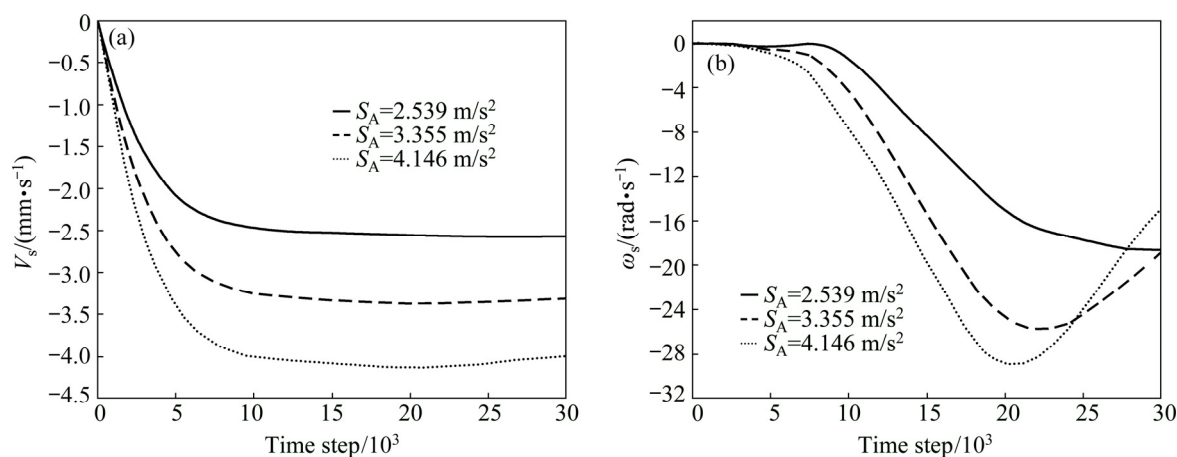 (a)
0
−0.5
−1.0
−1.5
−2.0
−2.5
−3.0
−3.5
−4.0
−4.5
Vs/(mm•s⁻¹)
SA=2.539 m/s²
SA=3.355 m/s²
SA=4.146 m/s²
0 5 10 15 20 25 30
Time step/10³
(b)
0
−4
−8
−12
−16
−20
−24
−28
−32
ωs/(rad•s⁻¹)
SA=2.539 m/s²
SA=3.355 m/s²
SA=4.146 m/s²
0 5 10 15 20 25 30
Time step/10³